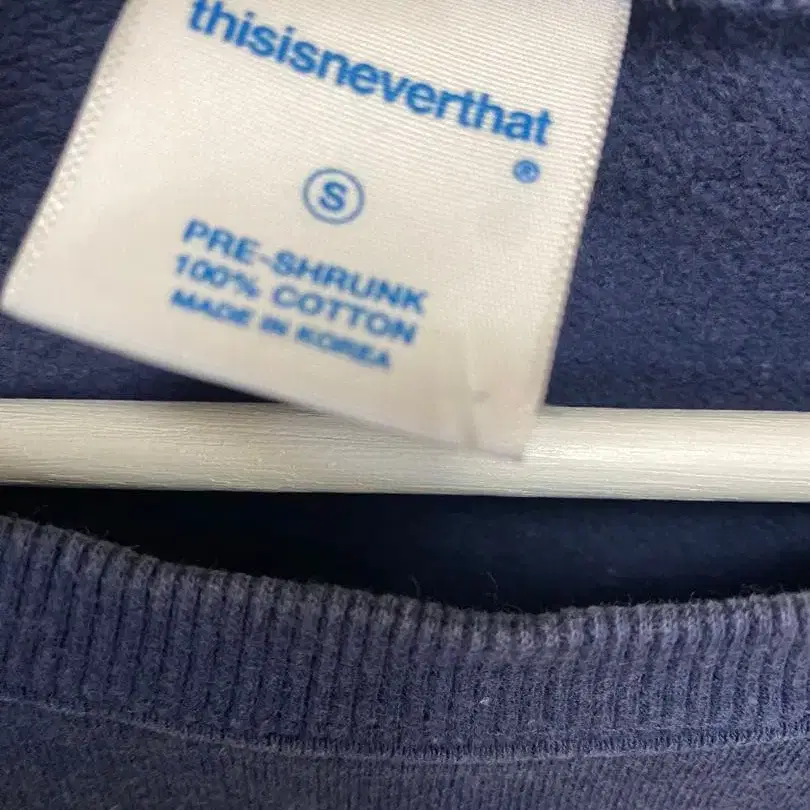 thisisneverthat
®
S
PRE-SHRUNK
100% COTTON
MADE IN KOREA